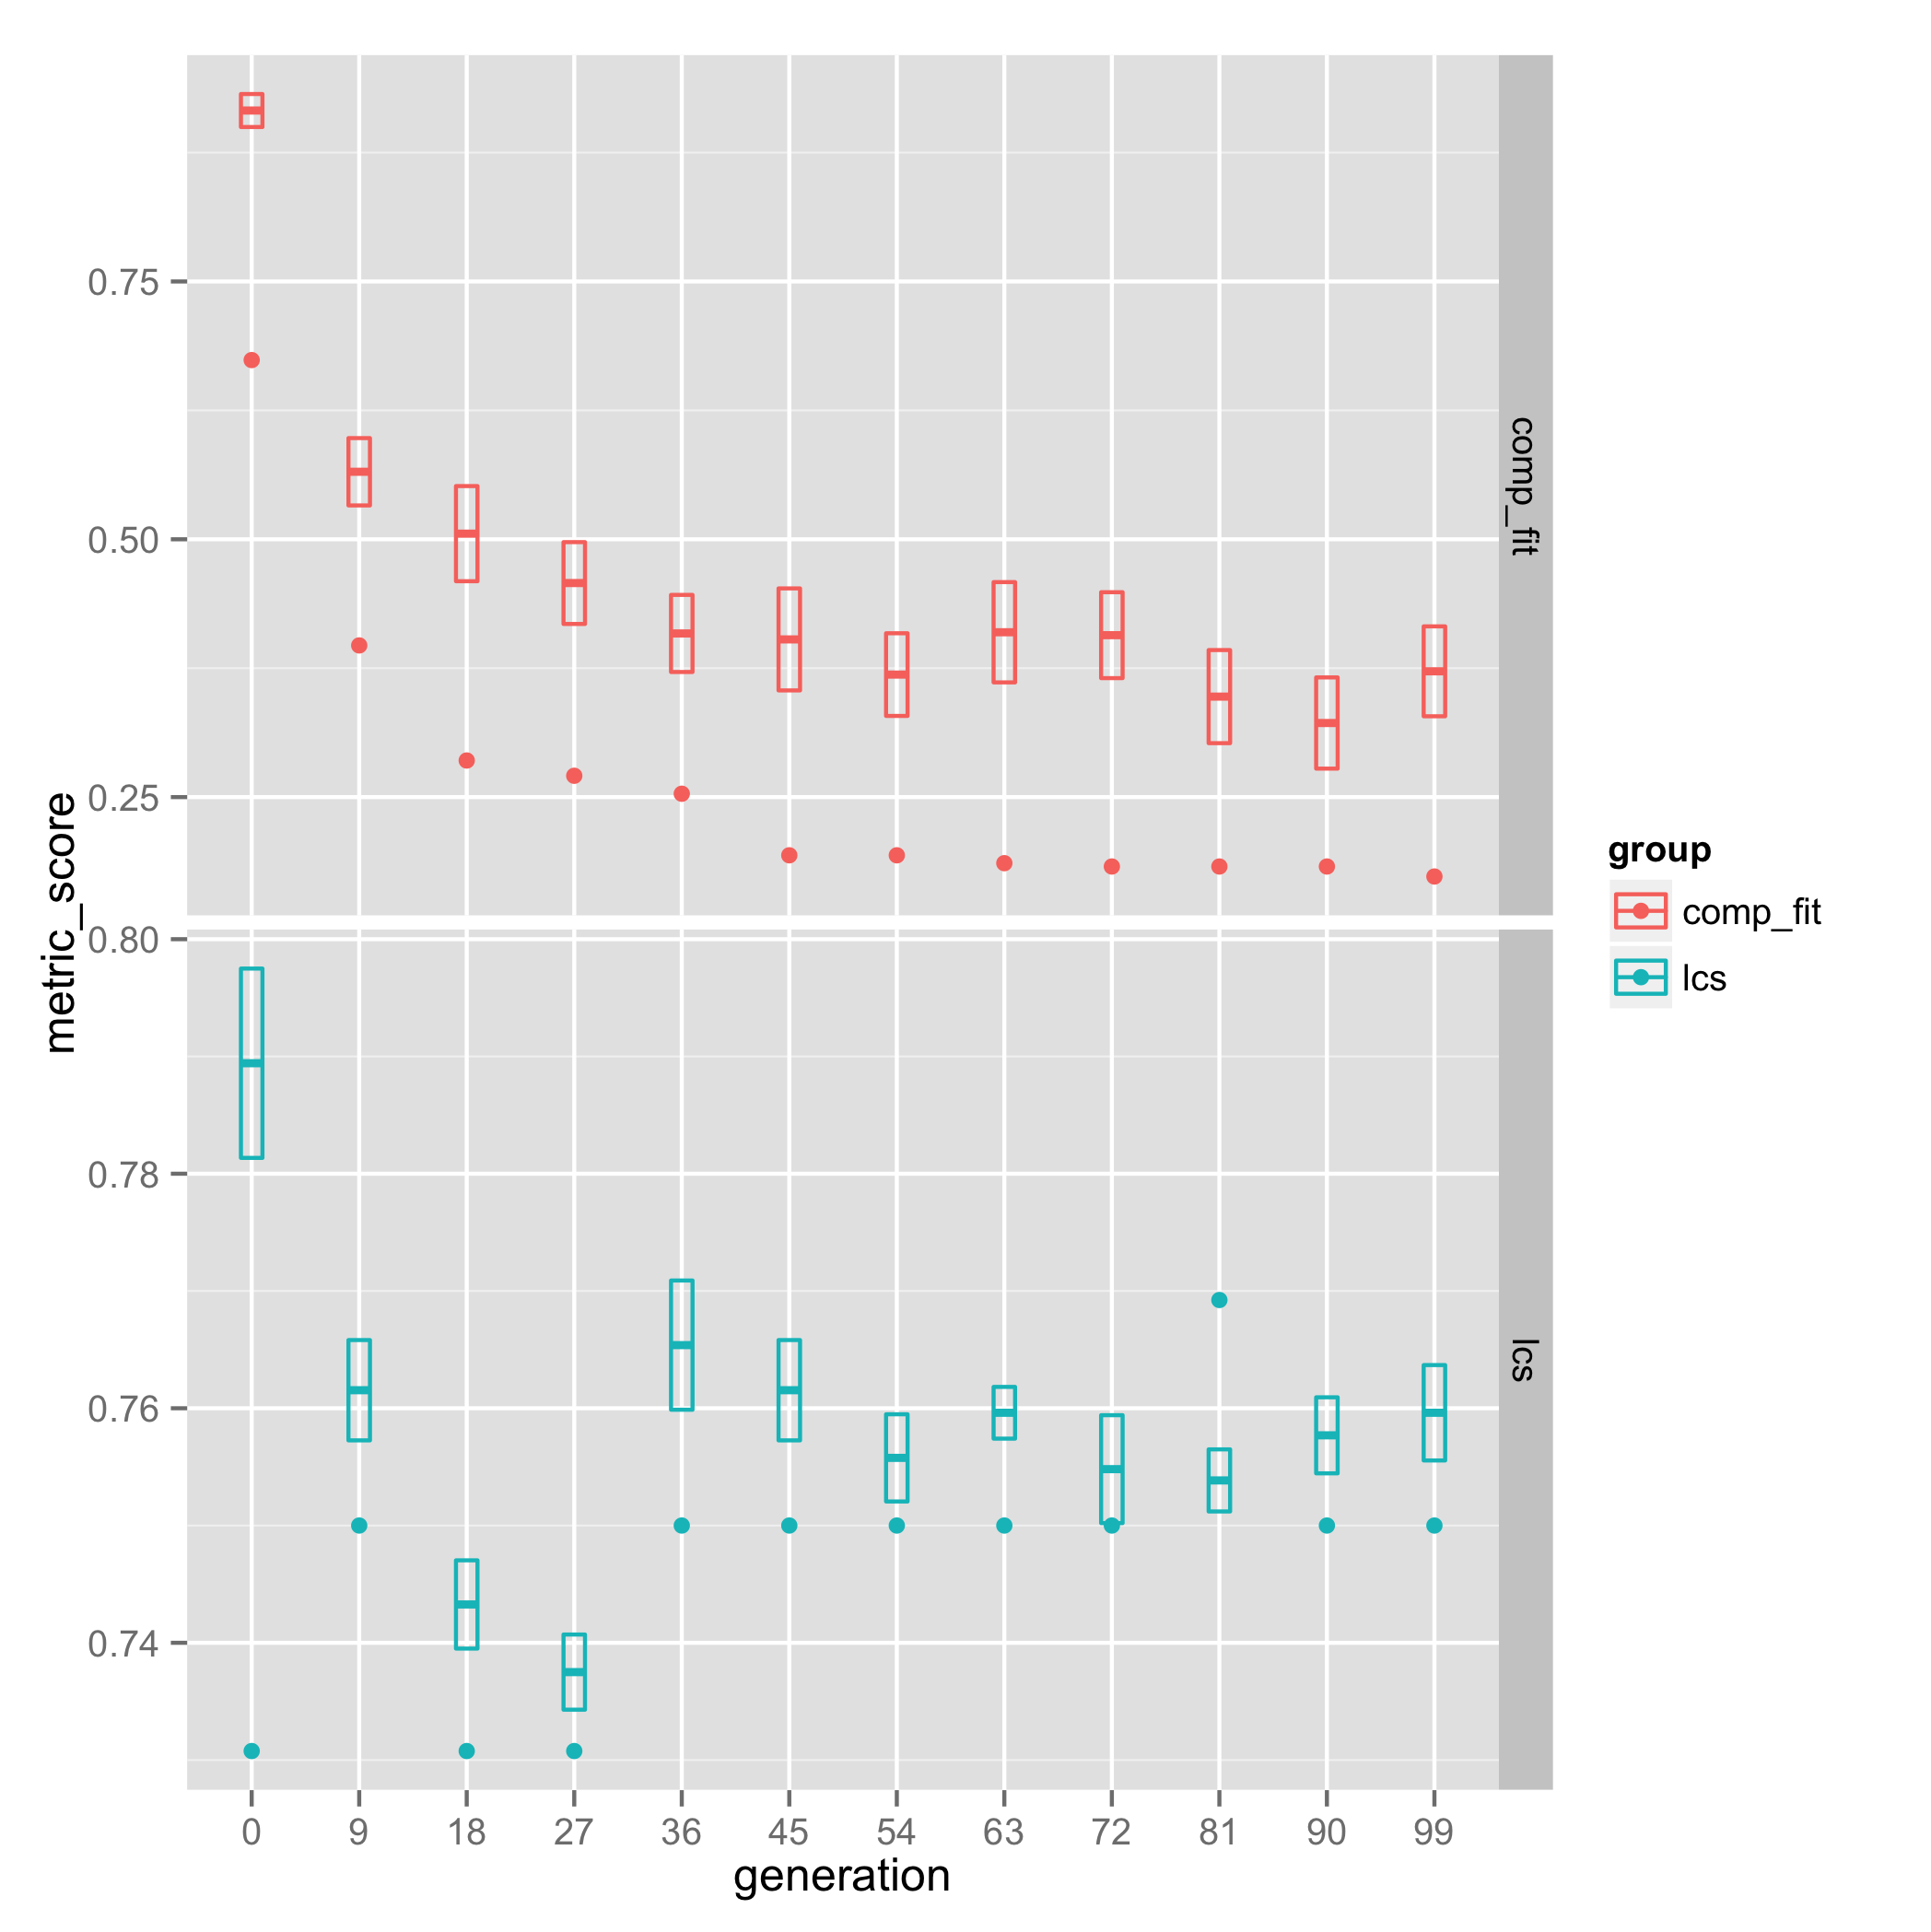 metric_score
0.75
0.50
0.25
comp_fit
0.80
0.78
0.76
0.74
lcs
0 9 18 27 36 45 54 63 72 81 90 99
generation
group
comp_fit
lcs